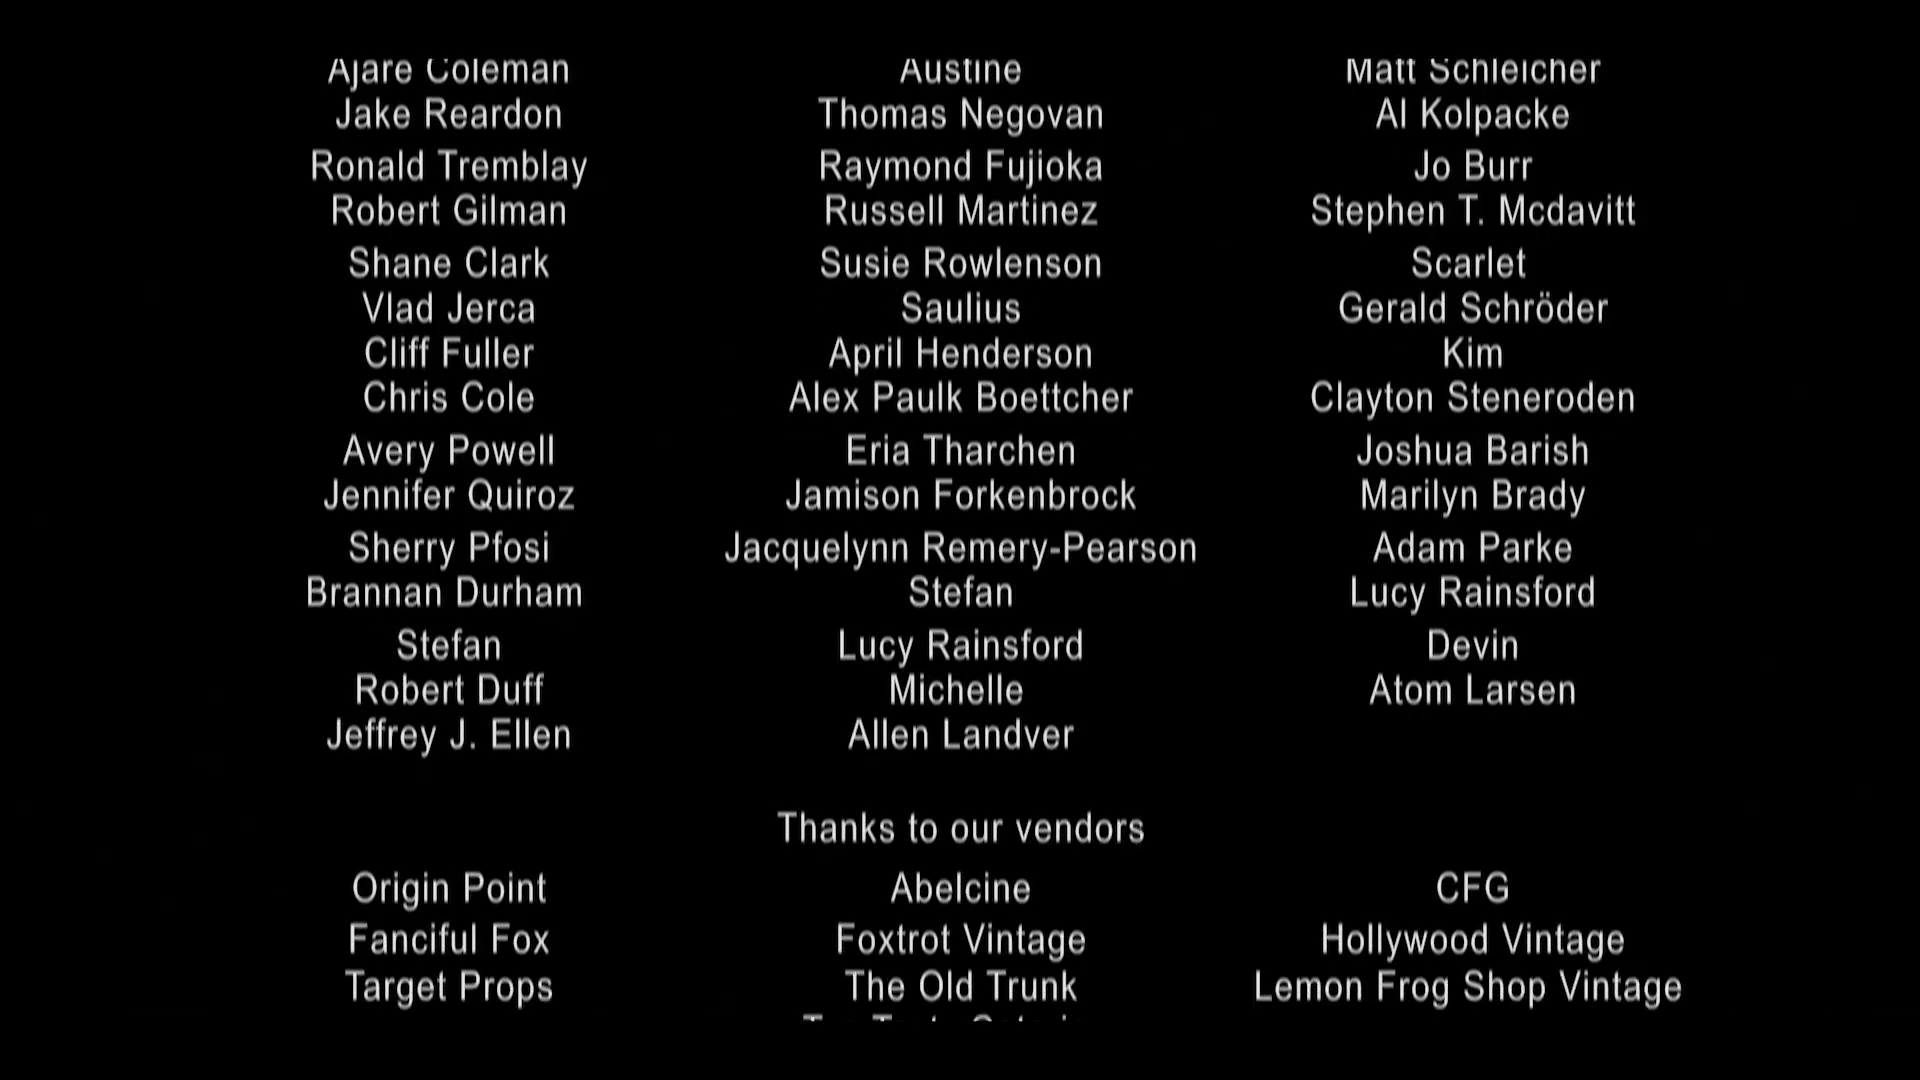 Ajare Coleman Austine Matt Schleicher
Jake Reardon Thomas Negovan Al Kolpacke
Ronald Tremblay Raymond Fujioka Jo Burr
Robert Gilman Russell Martinez Stephen T. Mcdavitt
Shane Clark Susie Rowlenson Scarlet
Vlad Jerca Saulius Gerald Schröder
Cliff Fuller April Henderson Kim
Chris Cole Alex Paulk Boettcher Clayton Steneroden
Avery Powell Eria Tharchen Joshua Barish
Jennifer Quiroz Jamison Forkenbrock Marilyn Brady
Sherry Pfosi Jacquelynn Remery-Pearson Adam Parke
Brannan Durham Stefan Lucy Rainsford
Stefan Lucy Rainsford Devin
Robert Duff Michelle Atom Larsen
Jeffrey J. Ellen Allen Landver
Thanks to our vendors
Origin Point Abelcine CFG
Fanciful Fox Foxtrot Vintage Hollywood Vintage
Target Props The Old Trunk Lemon Frog Shop Vintage